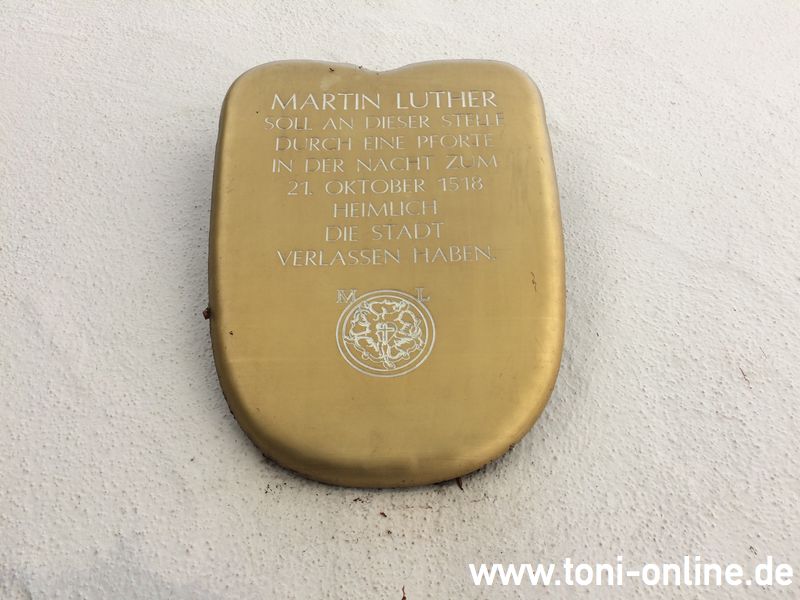 MARTIN LUTHER
SOLL AN DIESER STELLE
DURCH EINE PFORTE
IN DER NACHT ZUM
21. OKTOBER 1518
HEIMLICH
DIE STADT
VERLASSEN HABEN.
M L
www.toni-online.de